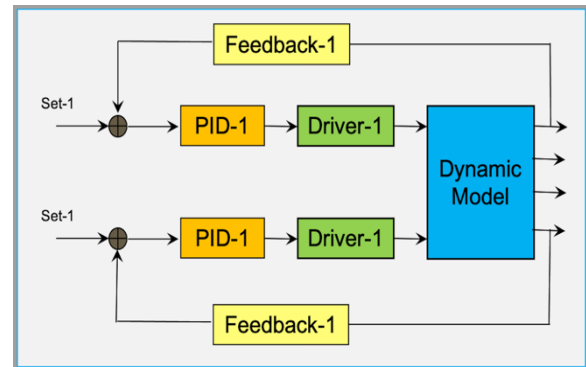 Feedback-1
Set-1
PID-1
Driver-1
Dynamic
Model
Set-1
PID-1
Driver-1
Feedback-1